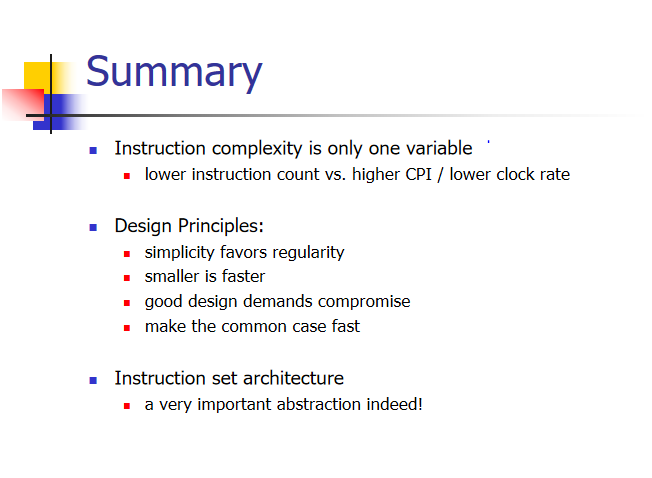 Summary
Instruction complexity is only one variable
lower instruction count vs. higher CPI / lower clock rate
Design Principles:
simplicity favors regularity
smaller is faster
good design demands compromise
make the common case fast
Instruction set architecture
a very important abstraction indeed!